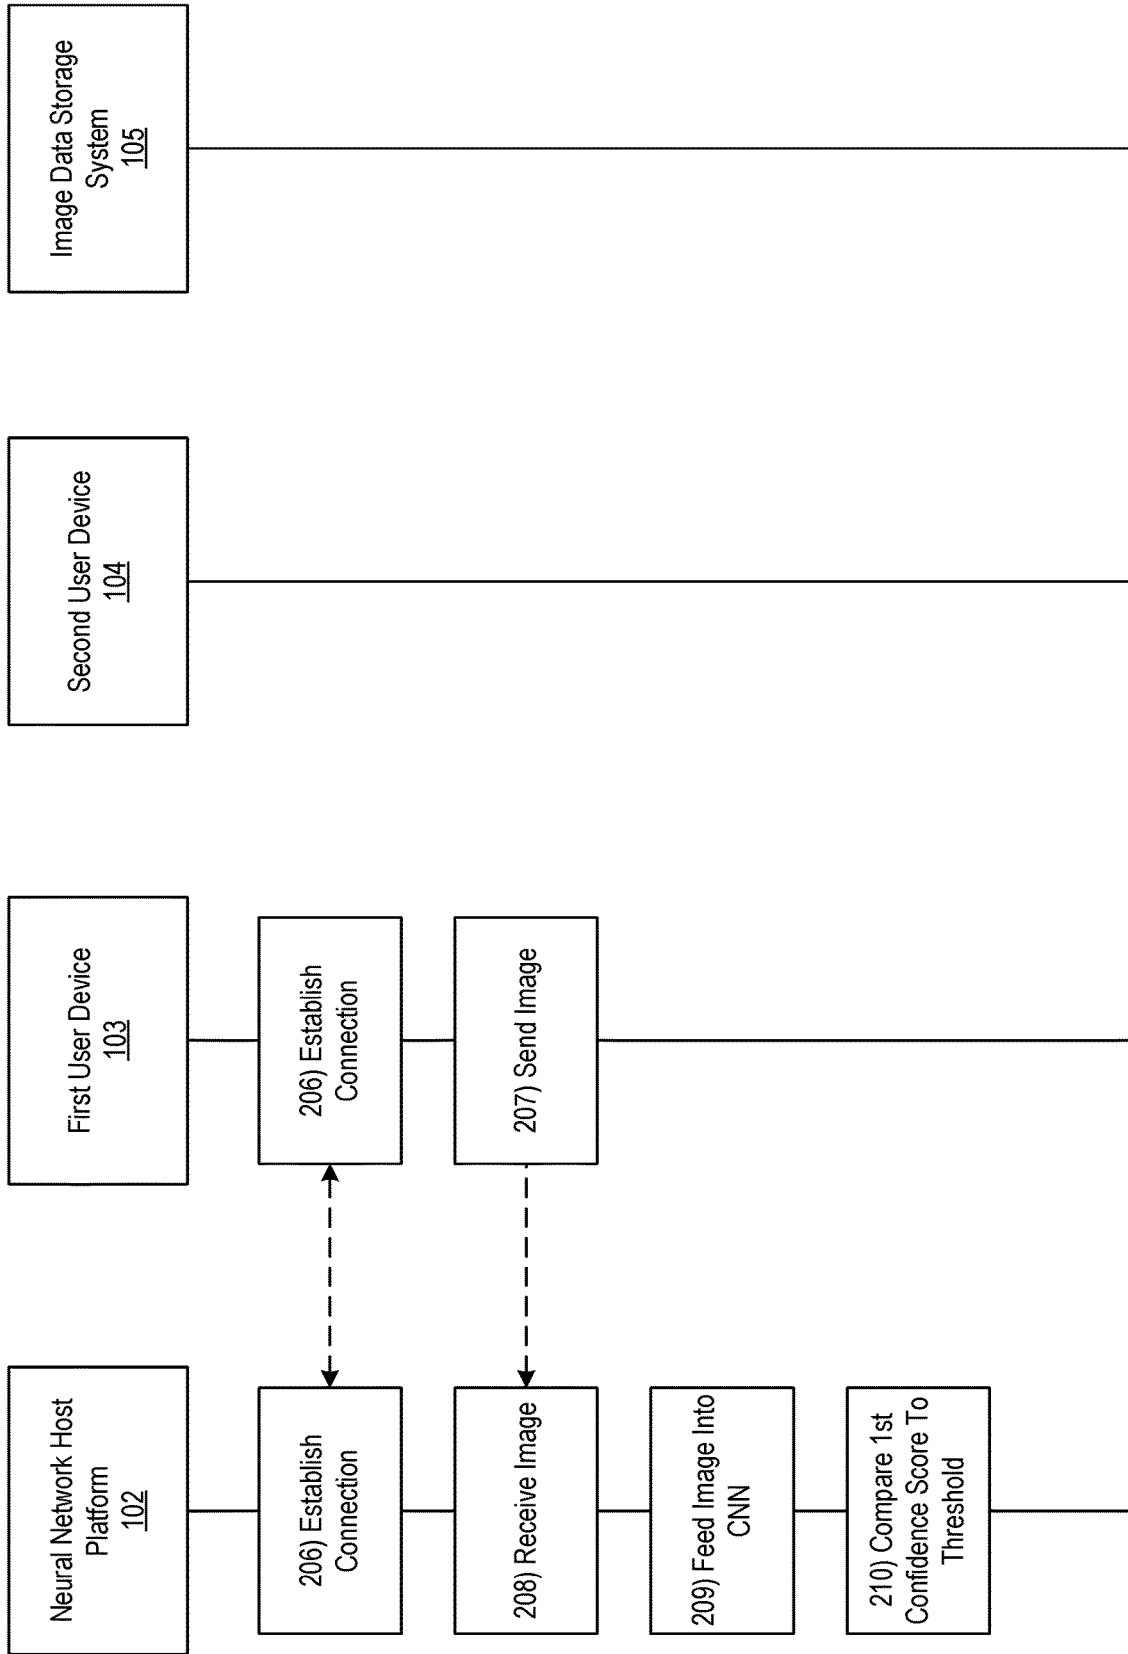 Neural Network Host
Platform
102
First User Device
103
Second User Device
104
Image Data Storage
System
105
206) Establish
Connection
206) Establish
Connection
208) Receive Image
207) Send Image
209) Feed Image Into
CNN
210) Compare 1st
Confidence Score To
Threshold